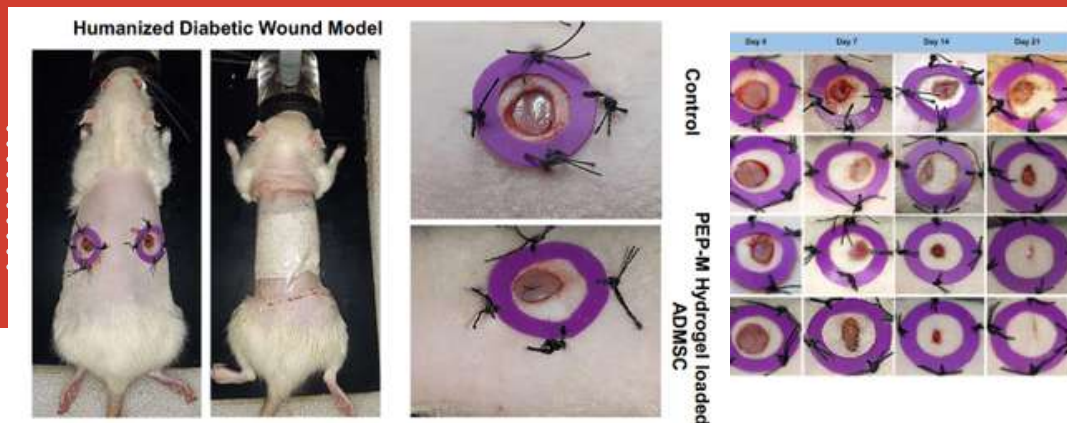 Humanized Diabetic Wound Model
Control
PEP-M Hydrogel loaded
ADMSC
Day 0
Day 7
Day 14
Day 21